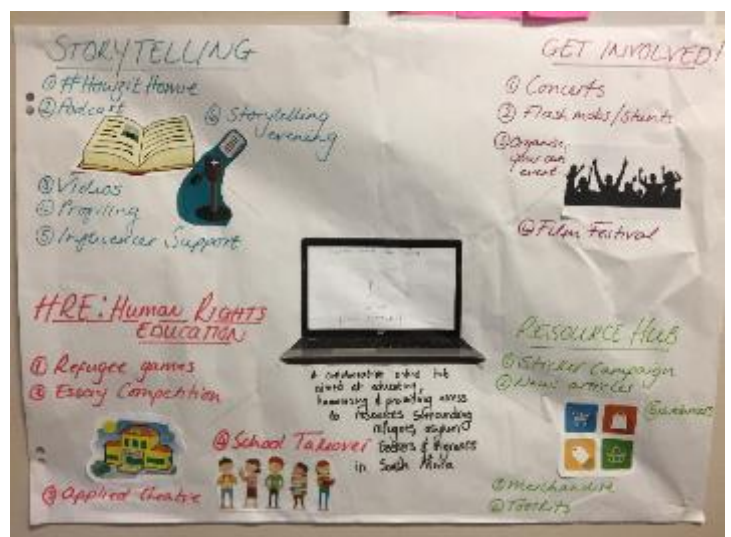 STORYTELLING
① #HowzitHomie
② Podcast
⑥ Storytelling
evening
③ Videos
④ Profiling
⑤ Influencer Support
GET INVOLVED!
① Concerts
② Flash mobs/stunts
③ Organise
your own
event
④ Film Festival
HRE: HUMAN RIGHTS
EDUCATION
① Refugee games
② Essay Competition
③ Applied theatre
④ School Takeover
A collaborative online hub
aimed at educating,
humanising & providing access
to resources surrounding
refugees, asylum
seekers & migrants
in South Africa
RESOURCE HUB
① Sticker Campaign
② News articles
④ Merchandise
⑤ Toolkits